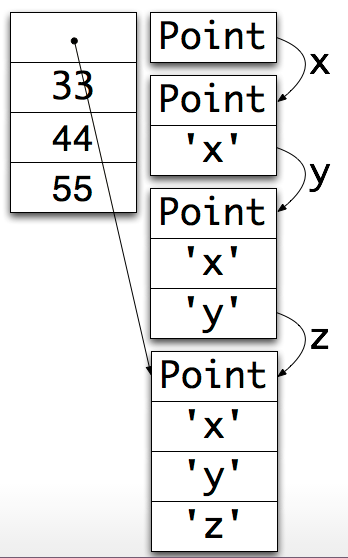 33
44
55
Point
x
Point
'x'
y
Point
'x'
'y'
z
Point
'x'
'y'
'z'